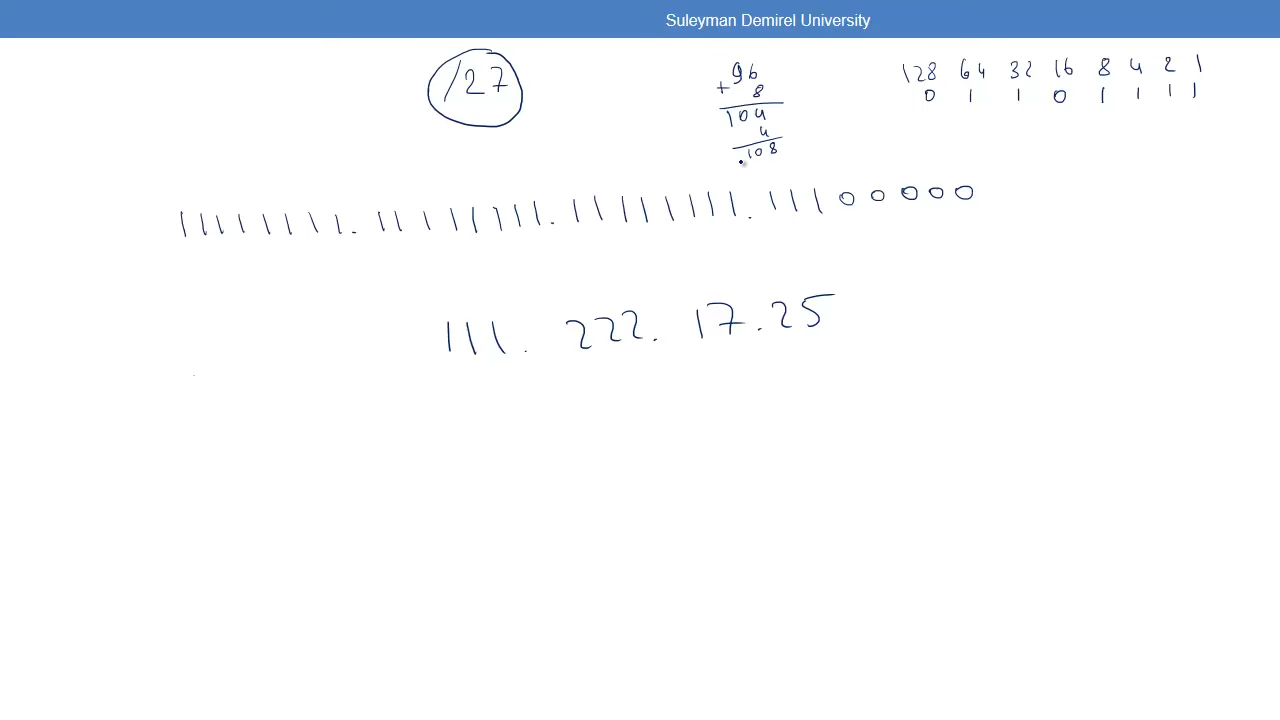 Suleyman Demirel University
/27
96
+ 8
104
4
108
128 64 32 16 8 4 2 1
0 1 1 0 1 1 1 1
11111111.11111111.11111111.11100000
111.222.17.25